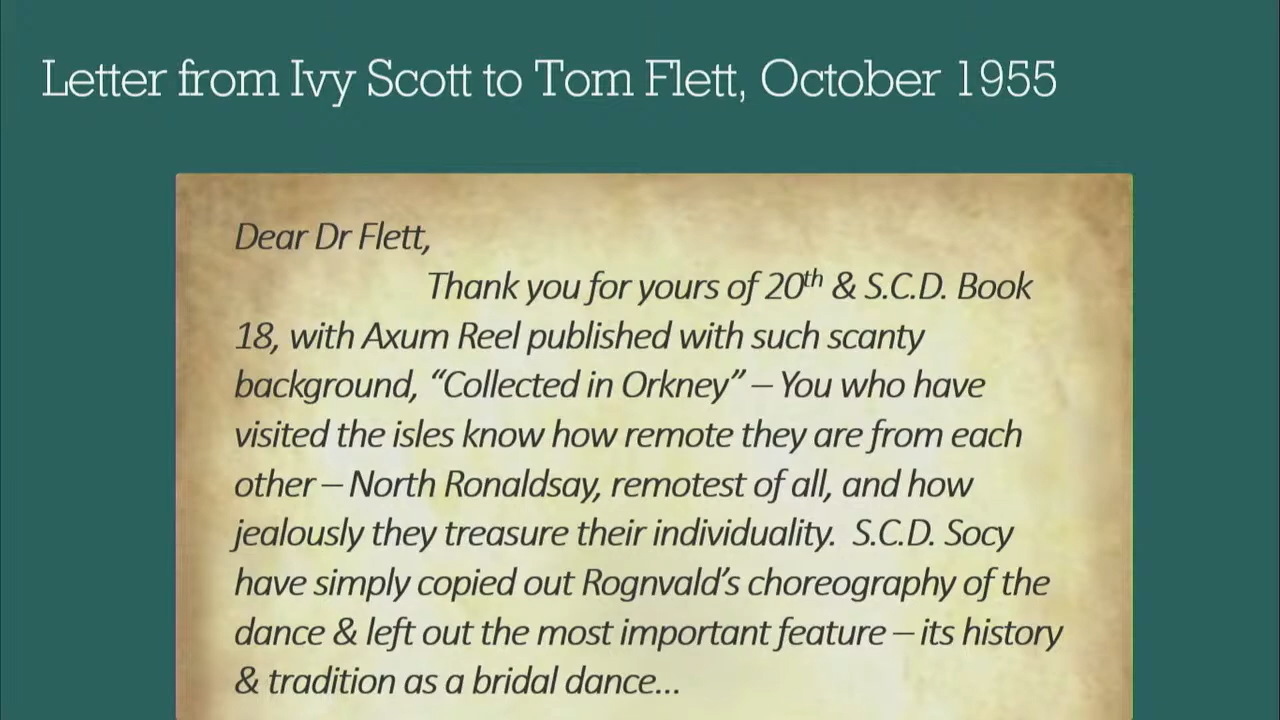 Letter from Ivy Scott to Tom Flett, October 1955
Dear Dr Flett,
Thank you for yours of 20th & S.C.D. Book
18, with Axum Reel published with such scanty
background, “Collected in Orkney” – You who have
visited the isles know how remote they are from each
other – North Ronaldsay, remotest of all, and how
jealously they treasure their individuality.  S.C.D. Socy
have simply copied out Rognvald’s choreography of the
dance & left out the most important feature – its history
& tradition as a bridal dance...